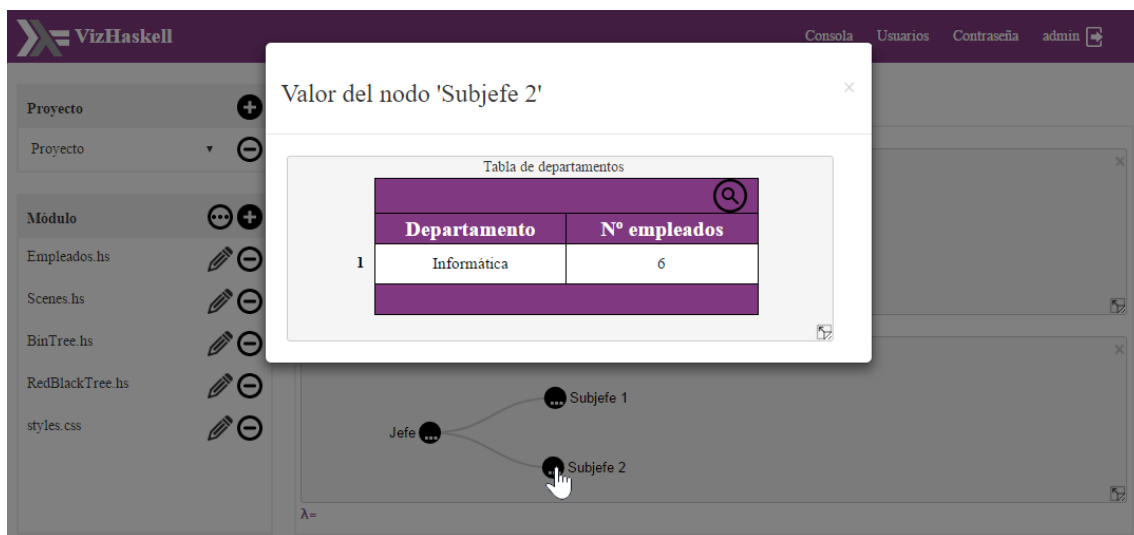 VizHaskell
Consola Usuarios Contraseña admin
Proyecto
Proyecto
Módulo
Empleados.hs
Scenes.hs
BinTree.hs
RedBlackTree.hs
styles.css
Valor del nodo 'Subjefe 2'
×
Tabla de departamentos
Departamento Nº empleados
1 Informática 6
Subjefe 1
Jefe
Subjefe 2
λ=